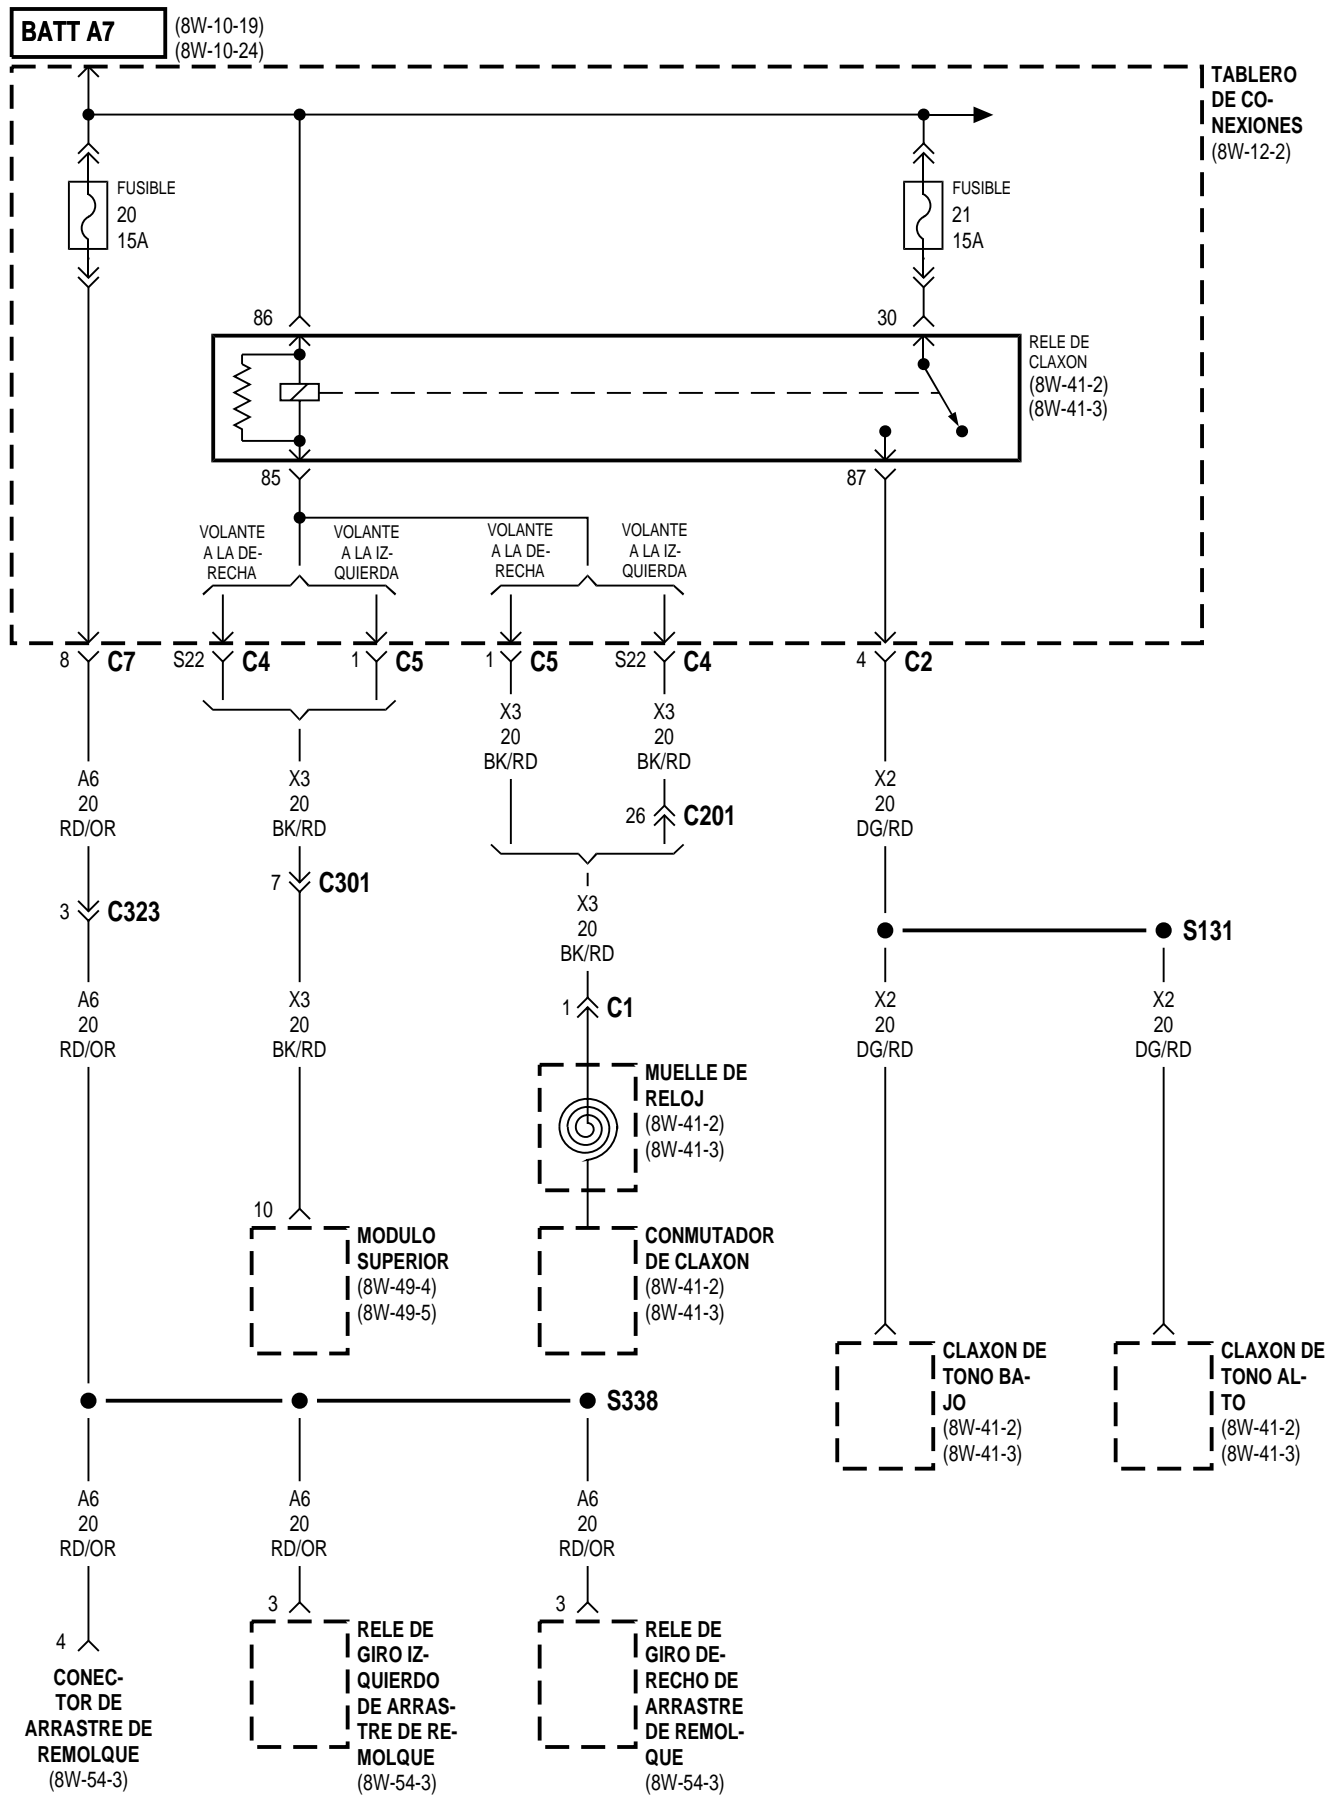 BATT A7
(8W-10-19)
(8W-10-24)
TABLERO
DE CO-
NEXIONES
(8W-12-2)
FUSIBLE
20
15A
FUSIBLE
21
15A
86
30
RELE DE
CLAXON
(8W-41-2)
(8W-41-3)
85
87
VOLANTE
A LA DE-
RECHA
VOLANTE
A LA IZ-
QUIERDA
VOLANTE
A LA DE-
RECHA
VOLANTE
A LA IZ-
QUIERDA
8 C7
S22 C4
1 C5
1 C5
S22 C4
4 C2
X3
20
BK/RD
X3
20
BK/RD
A6
20
RD/OR
X3
20
BK/RD
26 C201
X2
20
DG/RD
7 C301
3 C323
X3
20
BK/RD
S131
A6
20
RD/OR
X3
20
BK/RD
1 C1
X2
20
DG/RD
X2
20
DG/RD
MUELLE DE
RELOJ
(8W-41-2)
(8W-41-3)
10
MODULO
SUPERIOR
(8W-49-4)
(8W-49-5)
CONMUTADOR
DE CLAXON
(8W-41-2)
(8W-41-3)
CLAXON DE
TONO BA-
JO
(8W-41-2)
(8W-41-3)
CLAXON DE
TONO AL-
TO
(8W-41-2)
(8W-41-3)
S338
A6
20
RD/OR
A6
20
RD/OR
A6
20
RD/OR
4
CONEC-
TOR DE
ARRASTRE DE
REMOLQUE
(8W-54-3)
3
RELE DE
GIRO IZ-
QUIERDO
DE ARRAS-
TRE DE RE-
MOLQUE
(8W-54-3)
3
RELE DE
GIRO DE-
RECHO DE
ARRASTRE
DE REMOL-
QUE
(8W-54-3)